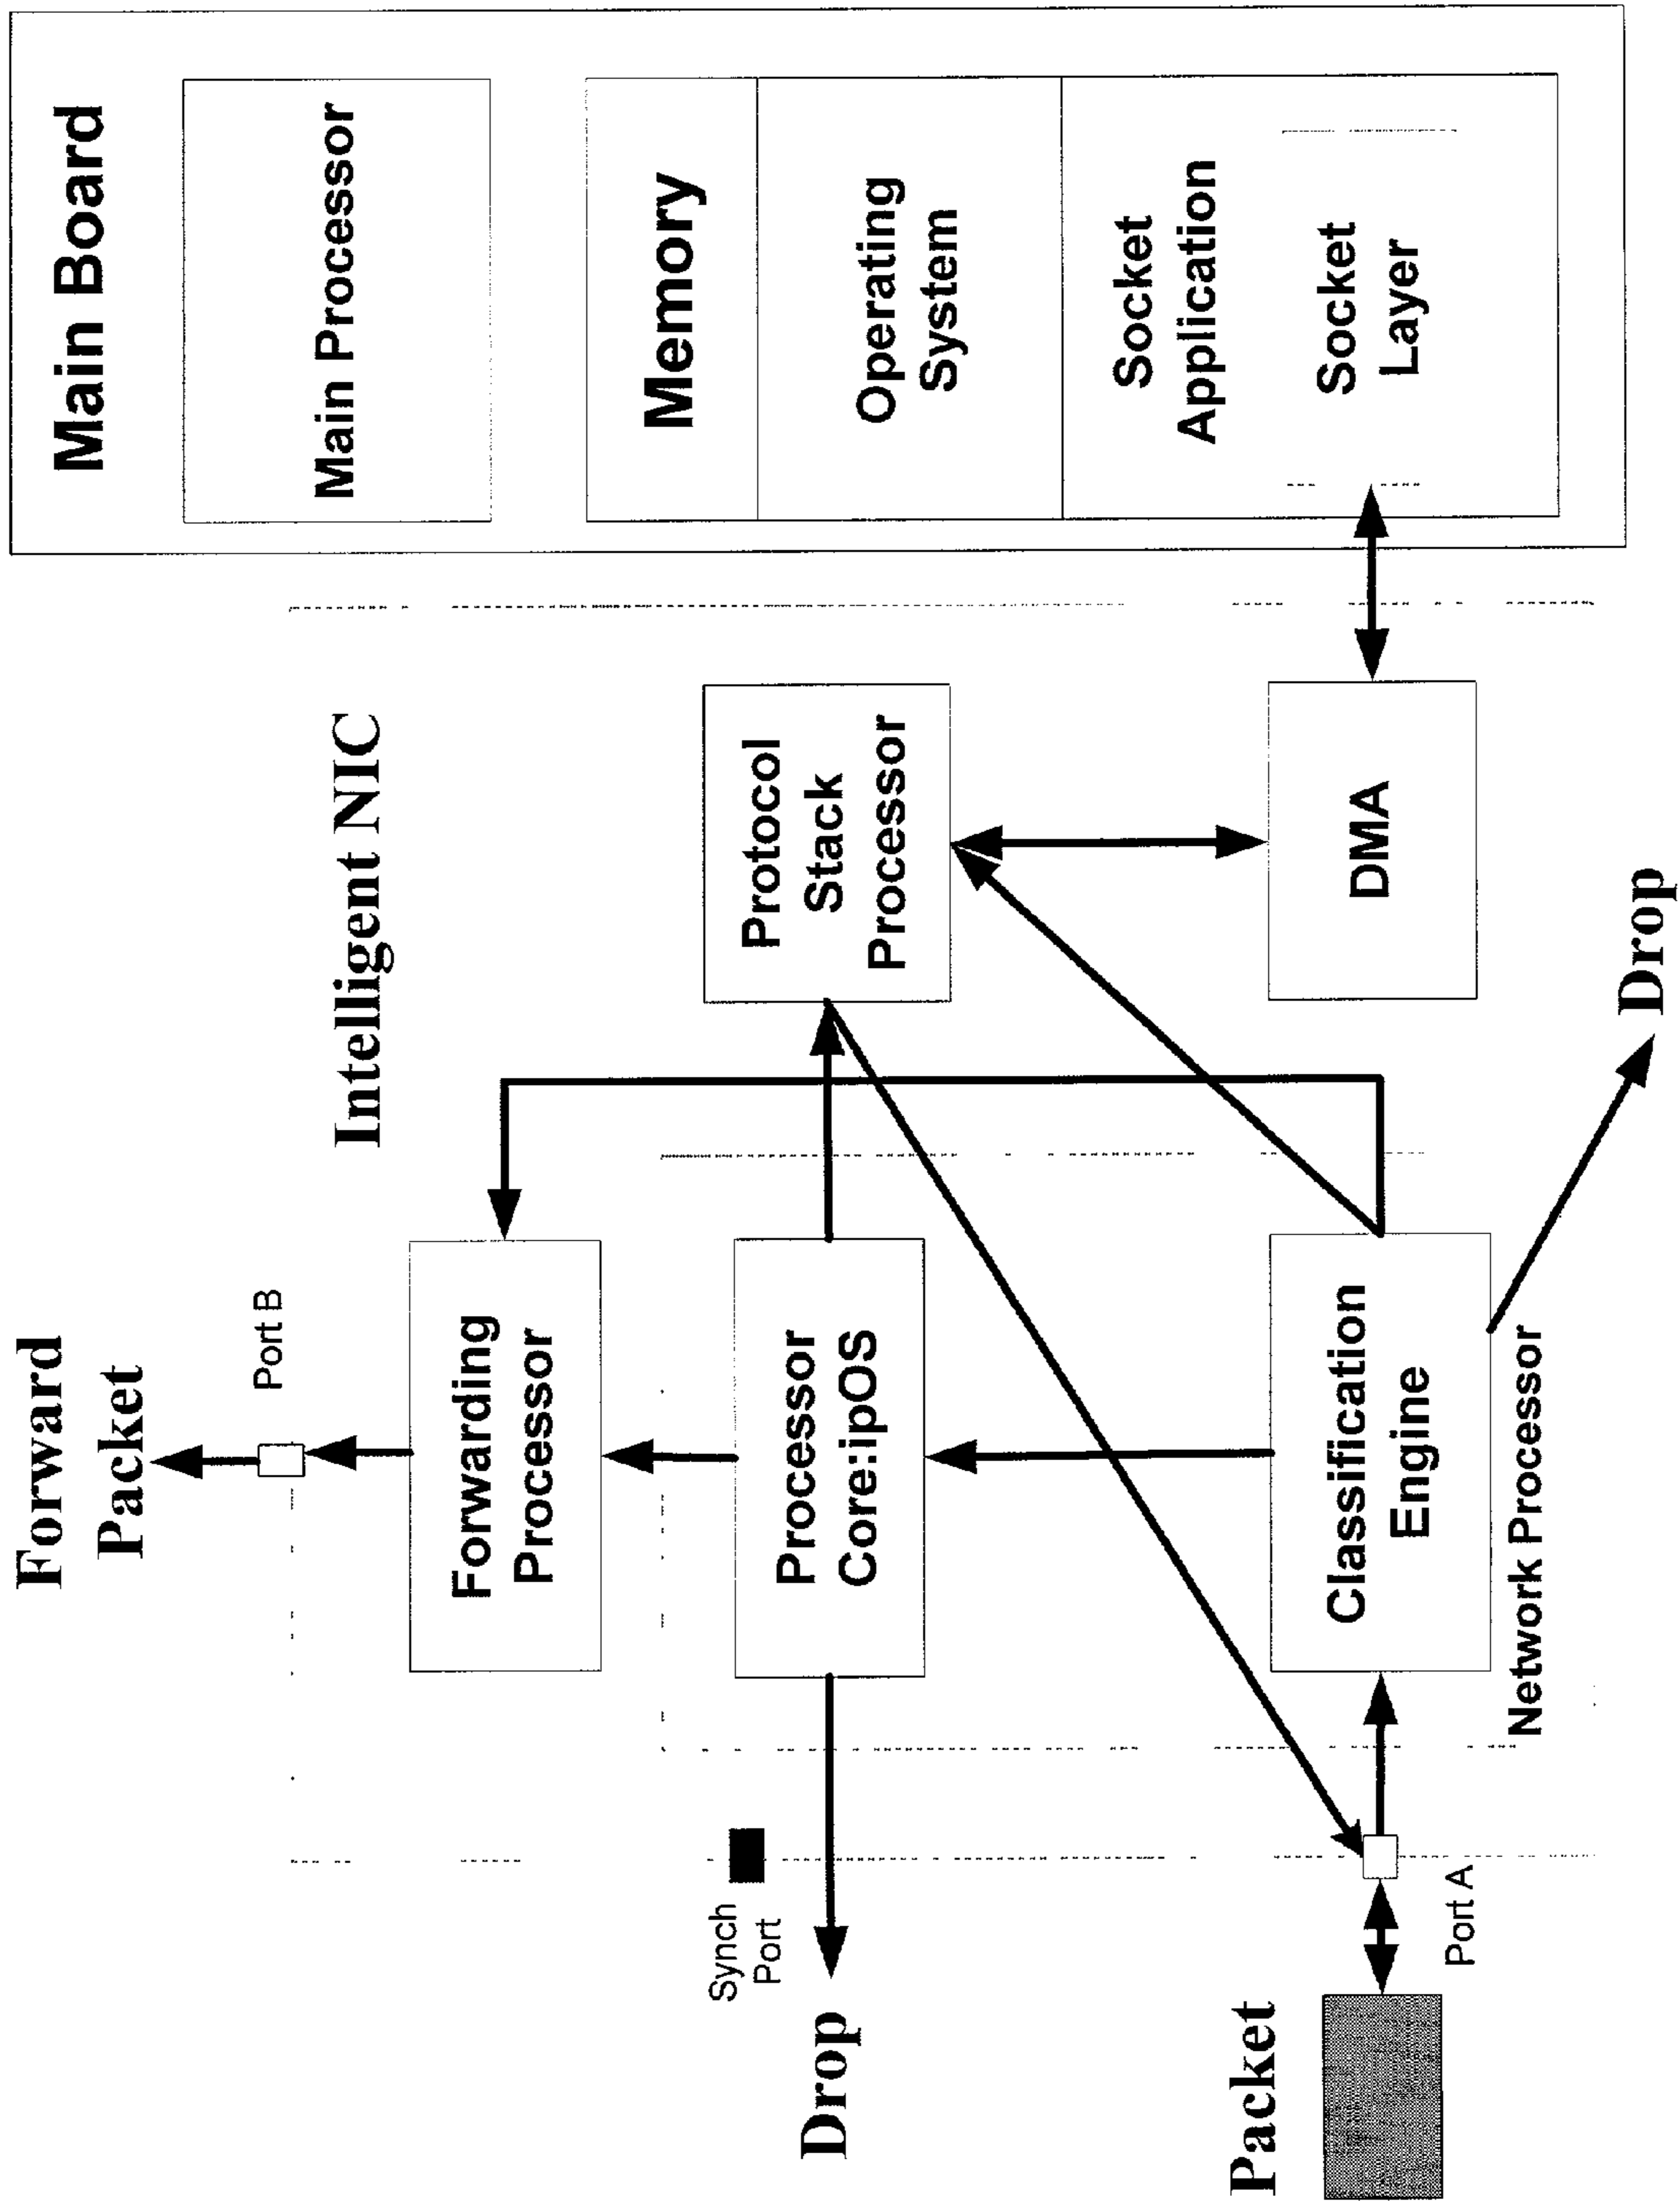 Forward
Packet
Port B
Intelligent NIC
Main Board
Main Processor
Forwarding
Processor
Synch
Port
Drop
Processor
Core:ipOS
Protocol
Stack
Processor
Memory
Operating
System
Socket
Application
Socket
Layer
Packet
Port A
Classification
Engine
Network Processor
DMA
Drop